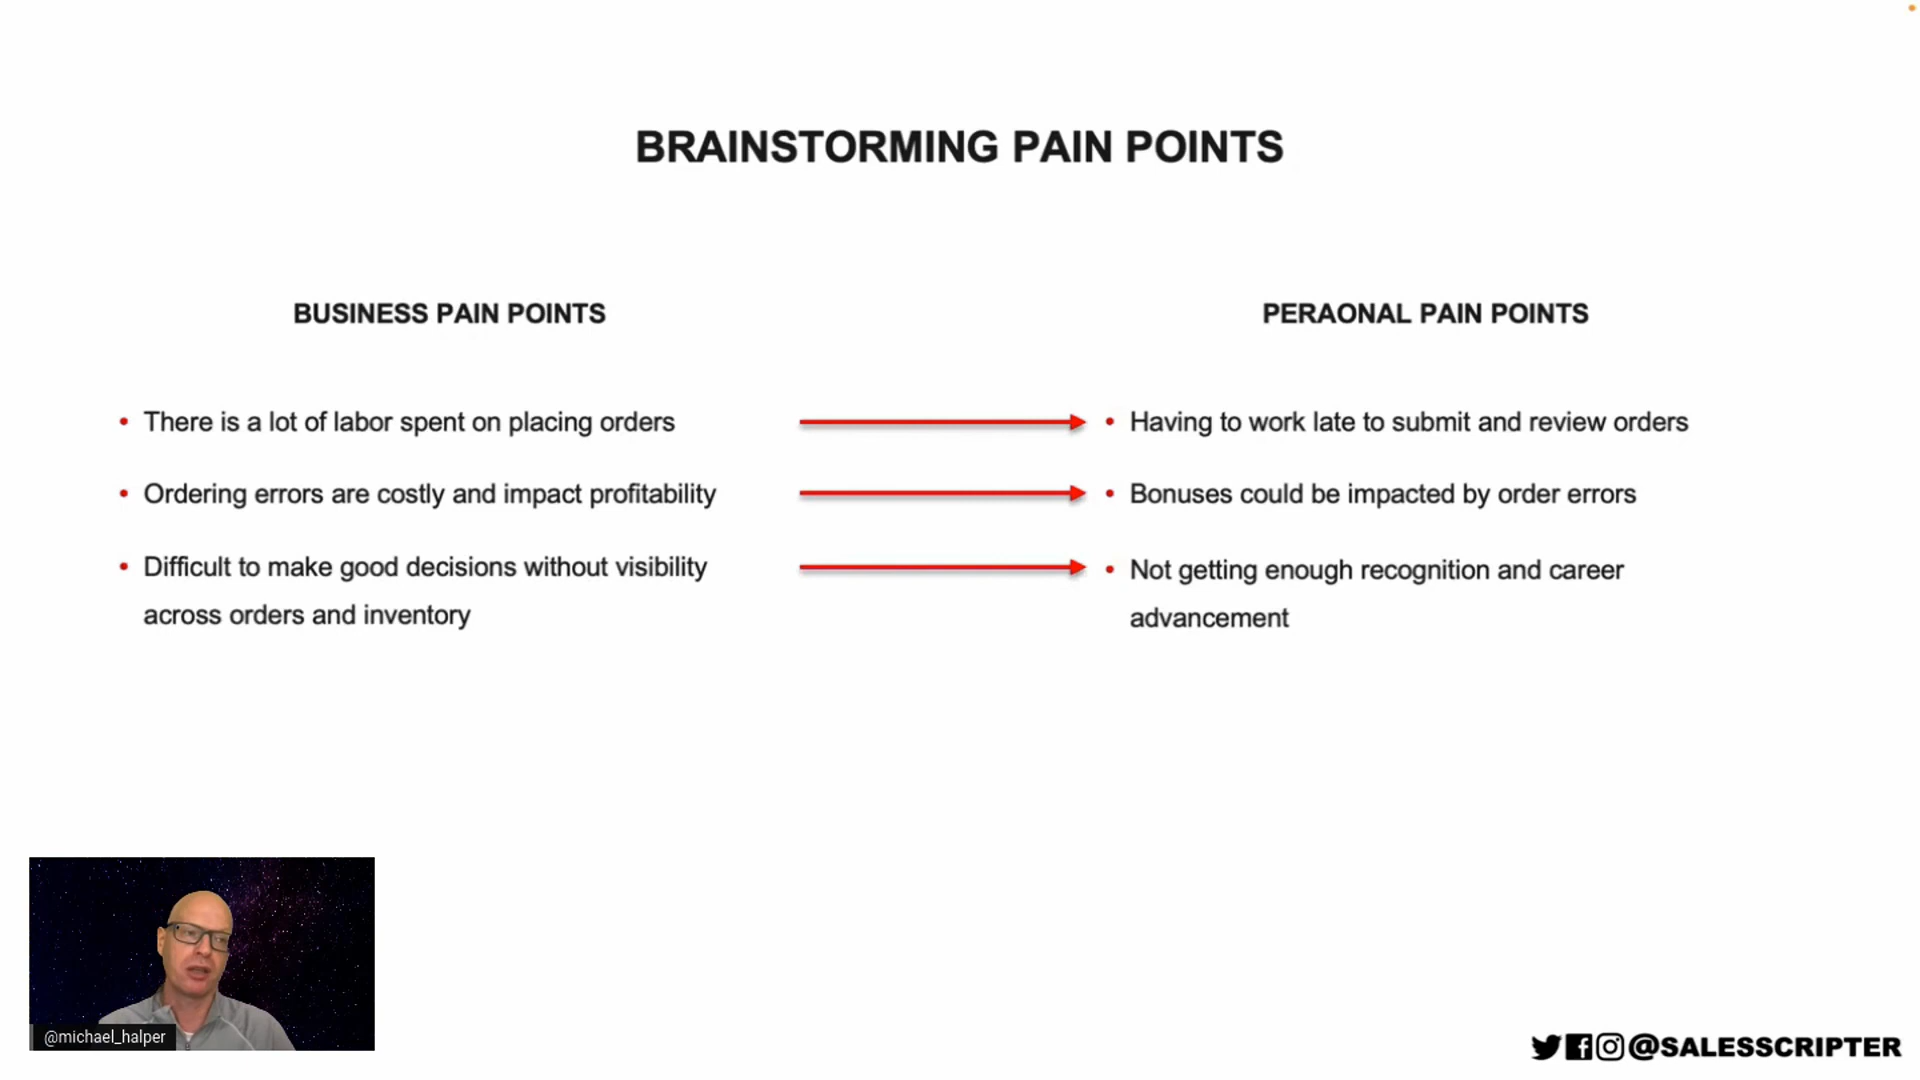 BRAINSTORMING PAIN POINTS
BUSINESS PAIN POINTS
• There is a lot of labor spent on placing orders
• Ordering errors are costly and impact profitability
• Difficult to make good decisions without visibility
across orders and inventory
PERAONAL PAIN POINTS
• Having to work late to submit and review orders
• Bonuses could be impacted by order errors
• Not getting enough recognition and career
advancement
@michael_halper
@SALESSCRIPTER